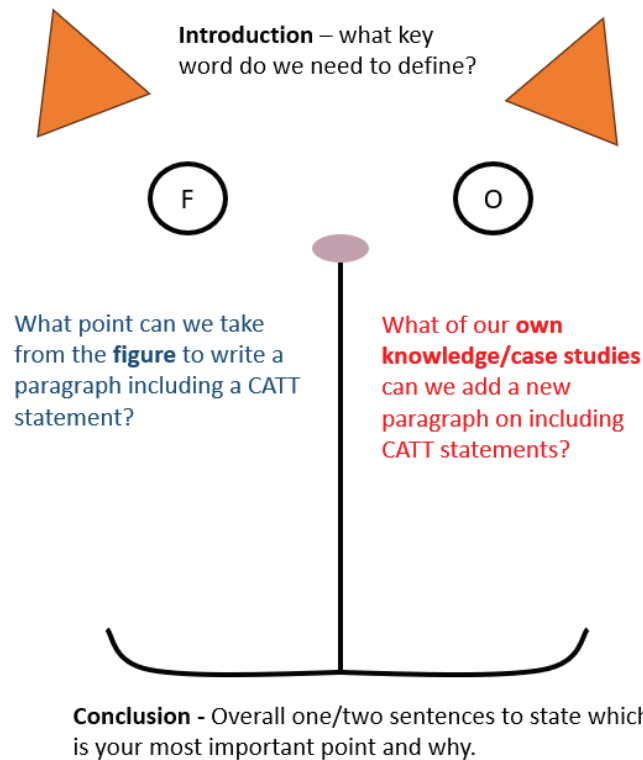 Introduction – what key
word do we need to define?
F
O
What point can we take
from the figure to write a
paragraph including a CATT
statement?
What of our own
knowledge/case studies
can we add a new
paragraph on including
CATT statements?
Conclusion - Overall one/two sentences to state which
is your most important point and why.